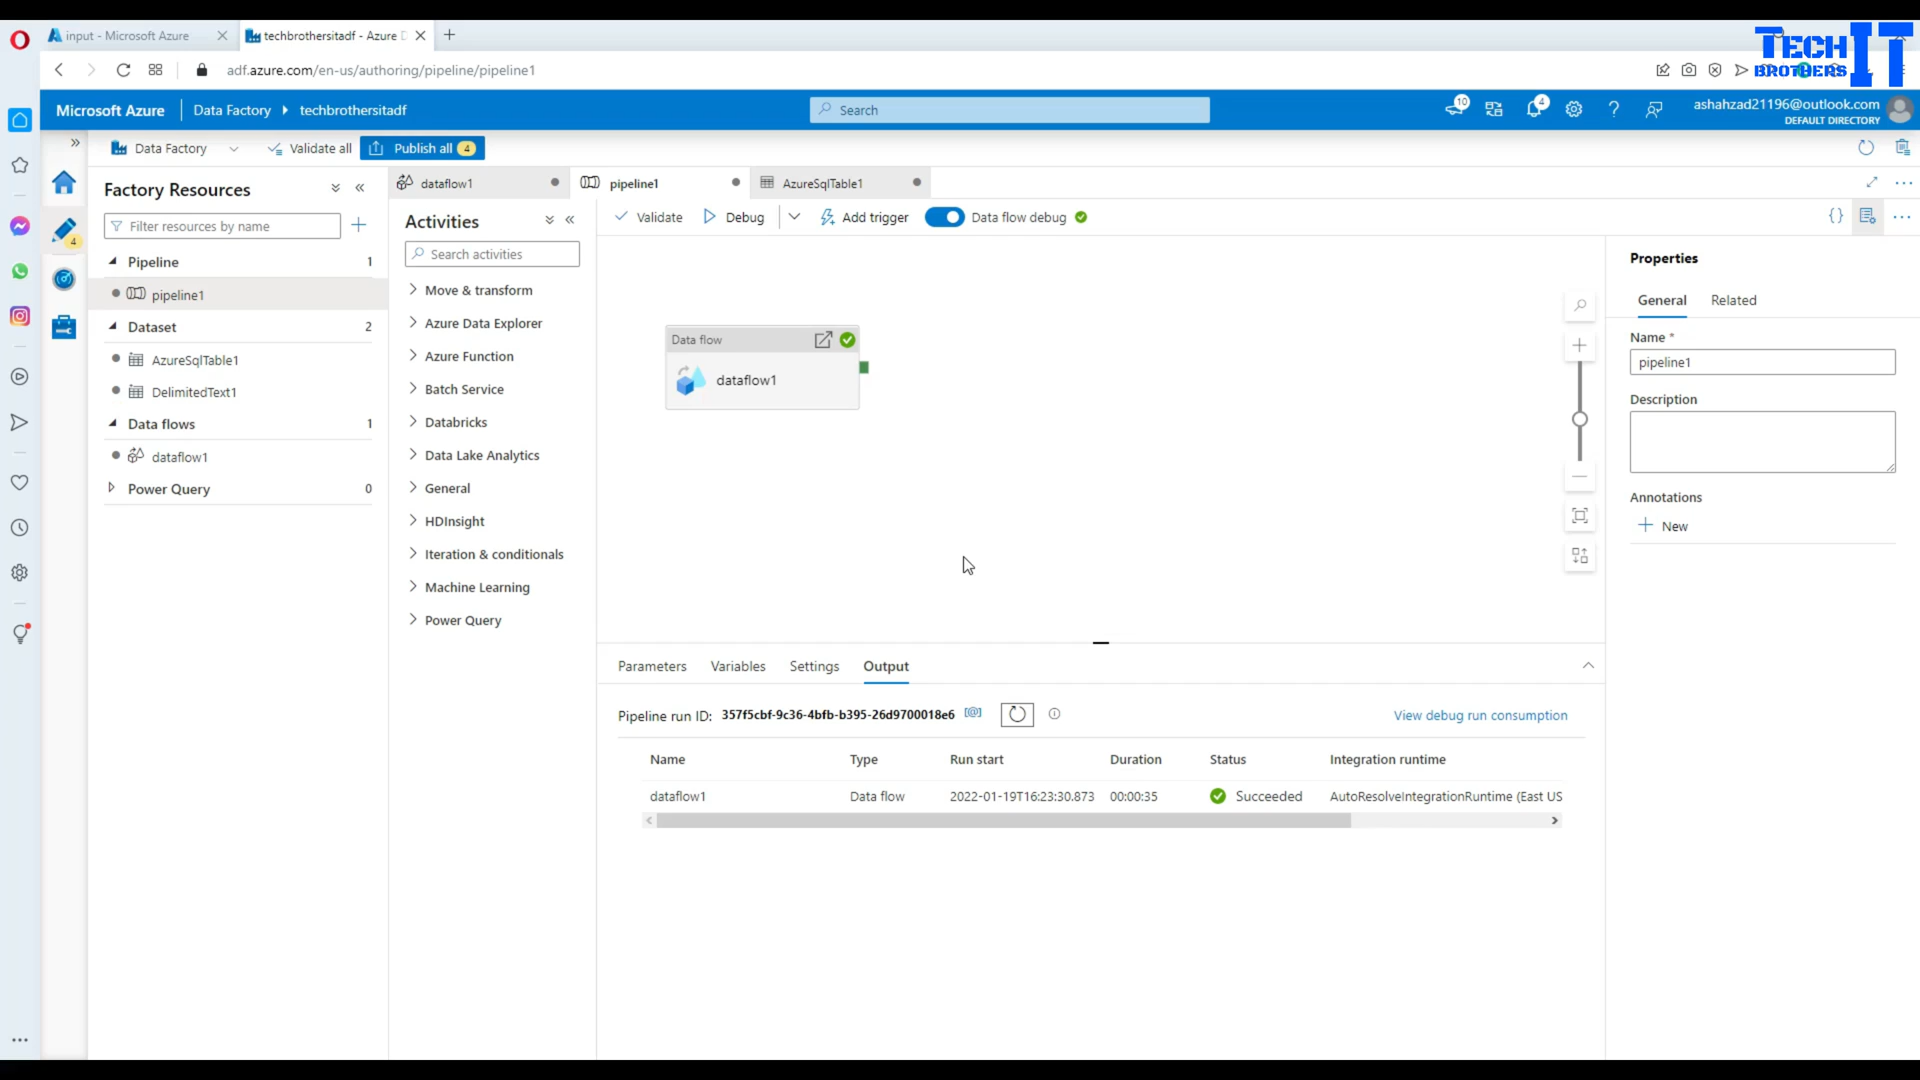 input - Microsoft Azure
techbrothersitadf - Azure D
TECH IT
BROTHERS
adf.azure.com/en-us/authoring/pipeline/pipeline1
Microsoft Azure
Data Factory
techbrothersitadf
Search
10
4
ashahzad21196@outlook.com
DEFAULT DIRECTORY
Data Factory
Validate all
Publish all 4
Factory Resources
dataflow1
pipeline1
AzureSqlTable1
Filter resources by name
Activities
Search activities
Validate
Debug
Add trigger
Data flow debug
4
Pipeline 1
pipeline1
Dataset 2
AzureSqlTable1
DelimitedText1
Data flows 1
dataflow1
Power Query 0
Move & transform
Azure Data Explorer
Azure Function
Batch Service
Databricks
Data Lake Analytics
General
HDInsight
Iteration & conditionals
Machine Learning
Power Query
Data flow
dataflow1
Properties
General Related
Name *
pipeline1
Description
Annotations
New
Parameters Variables Settings Output
Pipeline run ID: 357f5cbf-9c36-4bfb-b395-26d9700018e6
View debug run consumption
Name Type Run start Duration Status Integration runtime
dataflow1 Data flow 2022-01-19T16:23:30.873 00:00:35 Succeeded AutoResolveIntegrationRuntime (East US